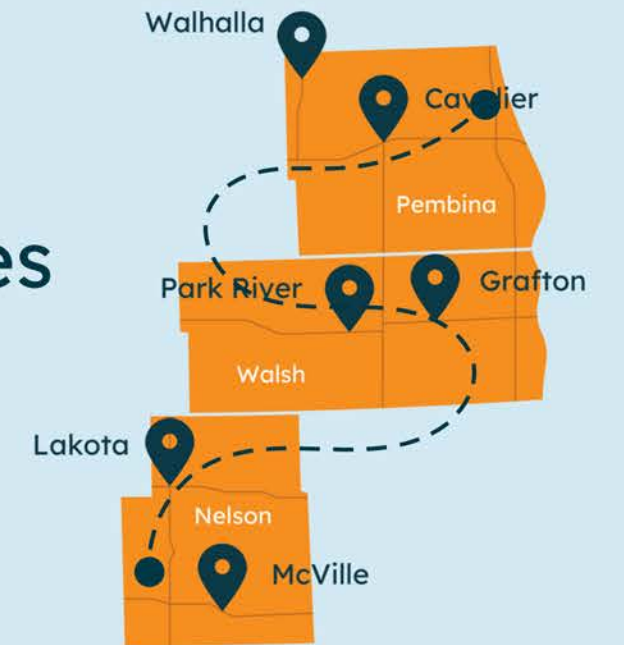 Walhalla
Cavalier
Pembina
es
Park River
Grafton
Walsh
Lakota
Nelson
McVille